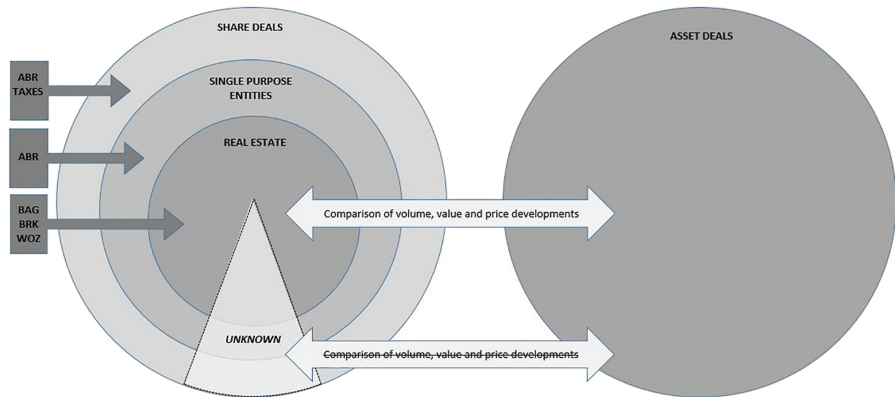 SHARE DEALS
ASSET DEALS
ABR
TAXES
SINGLE PURPOSE
ENTITIES
REAL ESTATE
ABR
BAG
BRK
WOZ
Comparison of volume, value and price developments
UNKNOWN
Comparison of volume, value and price developments